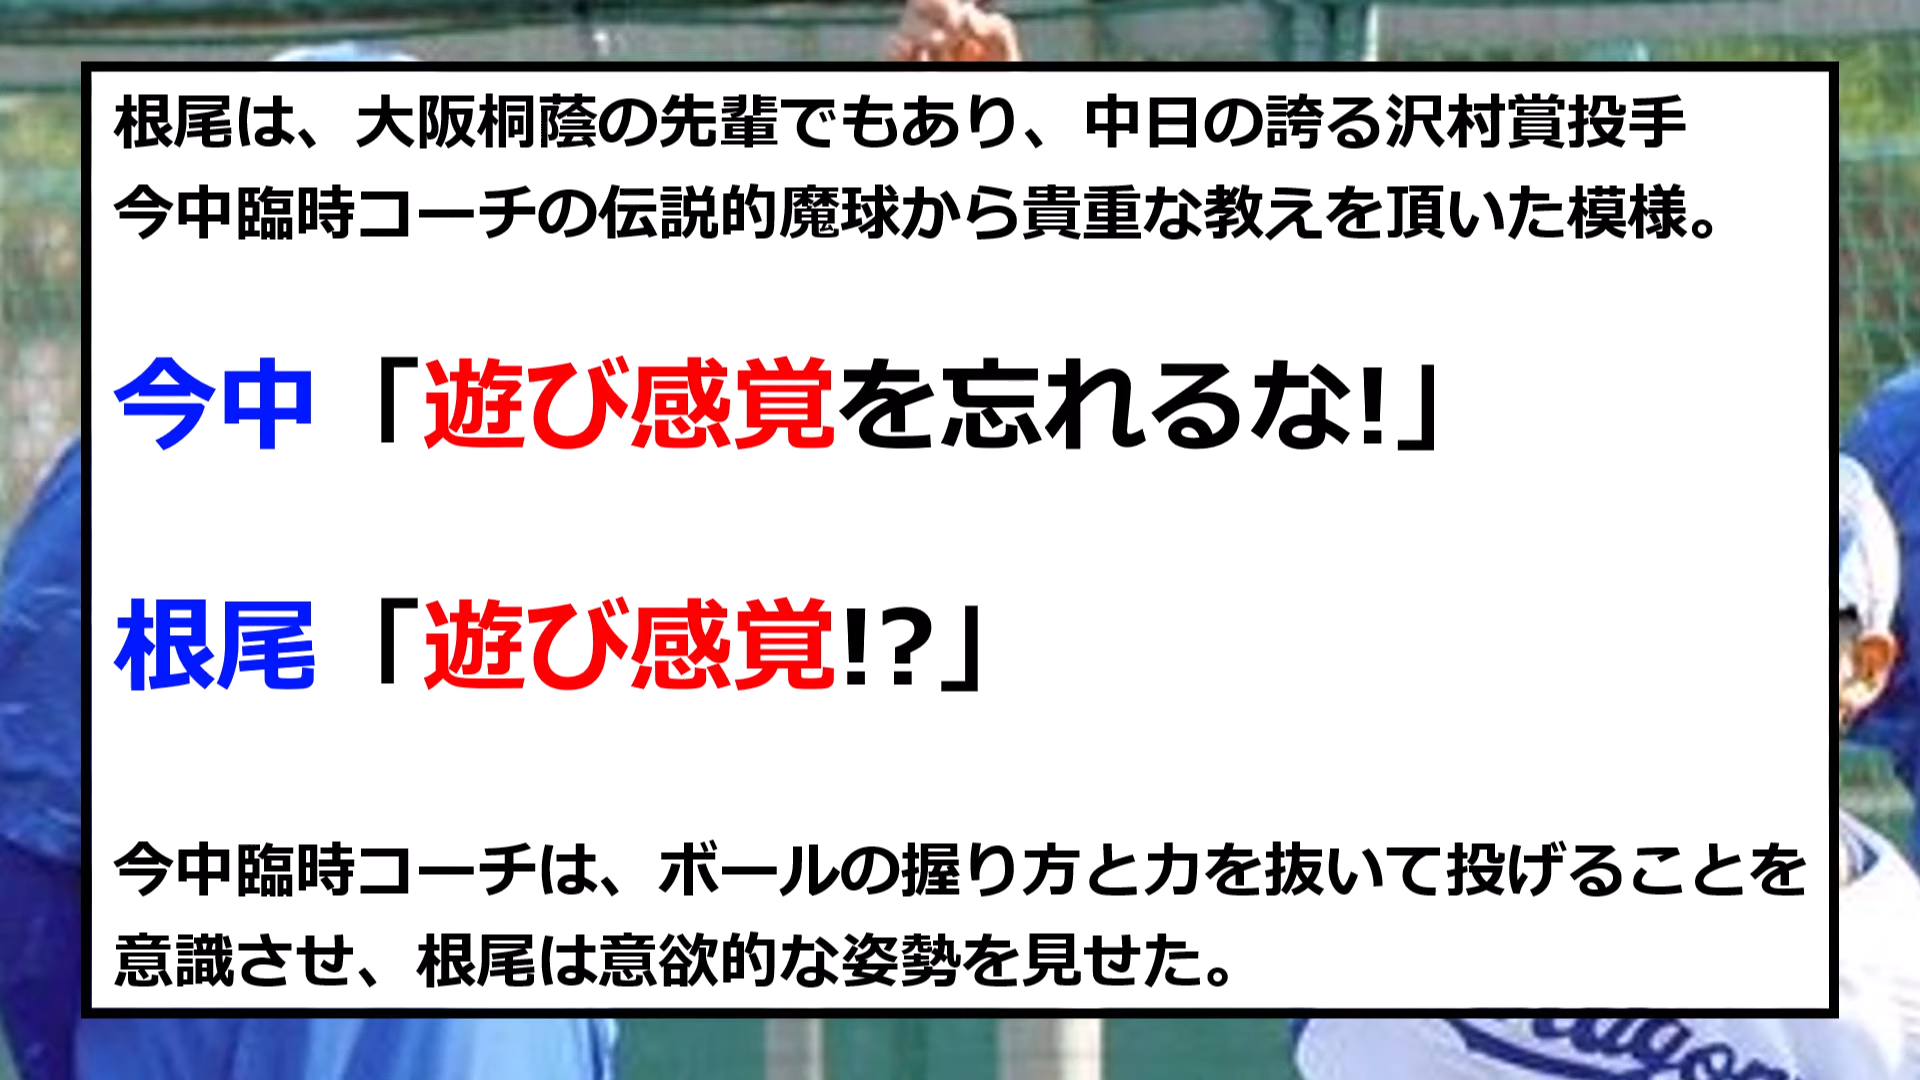 根尾は、大阪桐蔭の先輩でもあり、中日の誇る沢村賞投手
今中臨時コーチの伝説的魔球から貴重な教えを頂いた模様。
今中「遊び感覚を忘れるな!」
根尾「遊び感覚!?」
今中臨時コーチは、ボールの握り方と力を抜いて投げることを
意識させ、根尾は意欲的な姿勢を見せた。